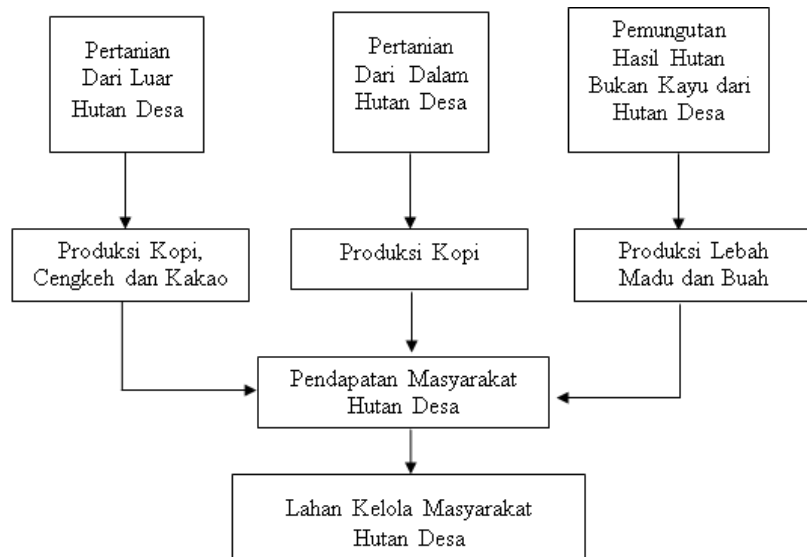 Pertanian
Dari Luar
Hutan Desa
Pertanian
Dari Dalam
Hutan Desa
Pemungutan
Hasil Hutan
Bukan Kayu dari
Hutan Desa
Produksi Kopi,
Cengkeh dan Kakao
Produksi Kopi
Produksi Lebah
Madu dan Buah
Pendapatan Masyarakat
Hutan Desa
Lahan Kelola Masyarakat
Hutan Desa